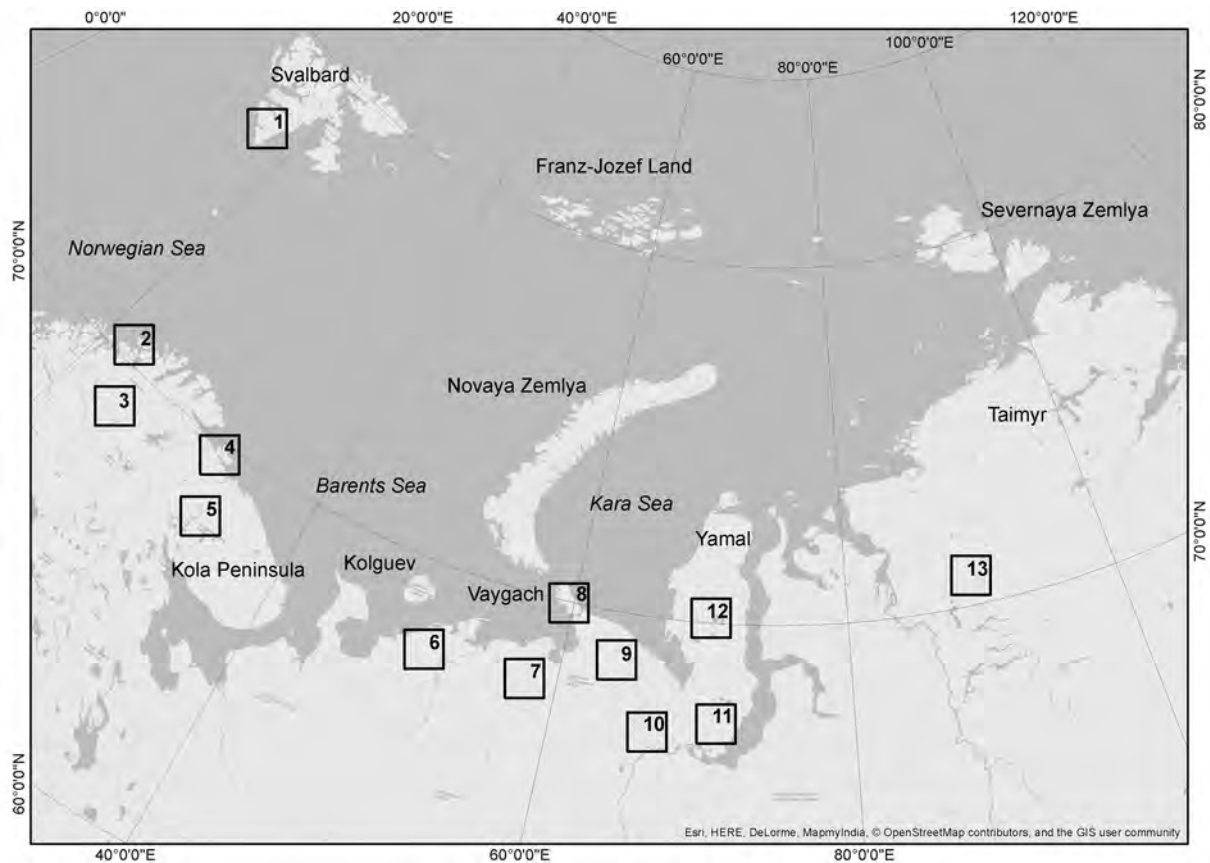 0°0'0"
20°0'0"E
40°0'0"E
120°0'0"E
100°0'0"E
60°0'0"E
80°0'0"E
80°0'0"N
Svalbard
1
Franz-Jozef Land
Severnaya Zemlya
Norwegian Sea
70°0'0"N
2
Novaya Zemlya
3
Taimyr
4
Barents Sea
Kara Sea
5
Yamal
70°0'0"N
Kolguev
Kola Peninsula
13
Vaygach
8
12
6
9
7
11
10
60°0'0"N
Esri, HERE, DeLorme, MapmyIndia, © OpenStreetMap contributors, and the GIS user community
40°0'0"E
60°0'0"E
80°0'0"E